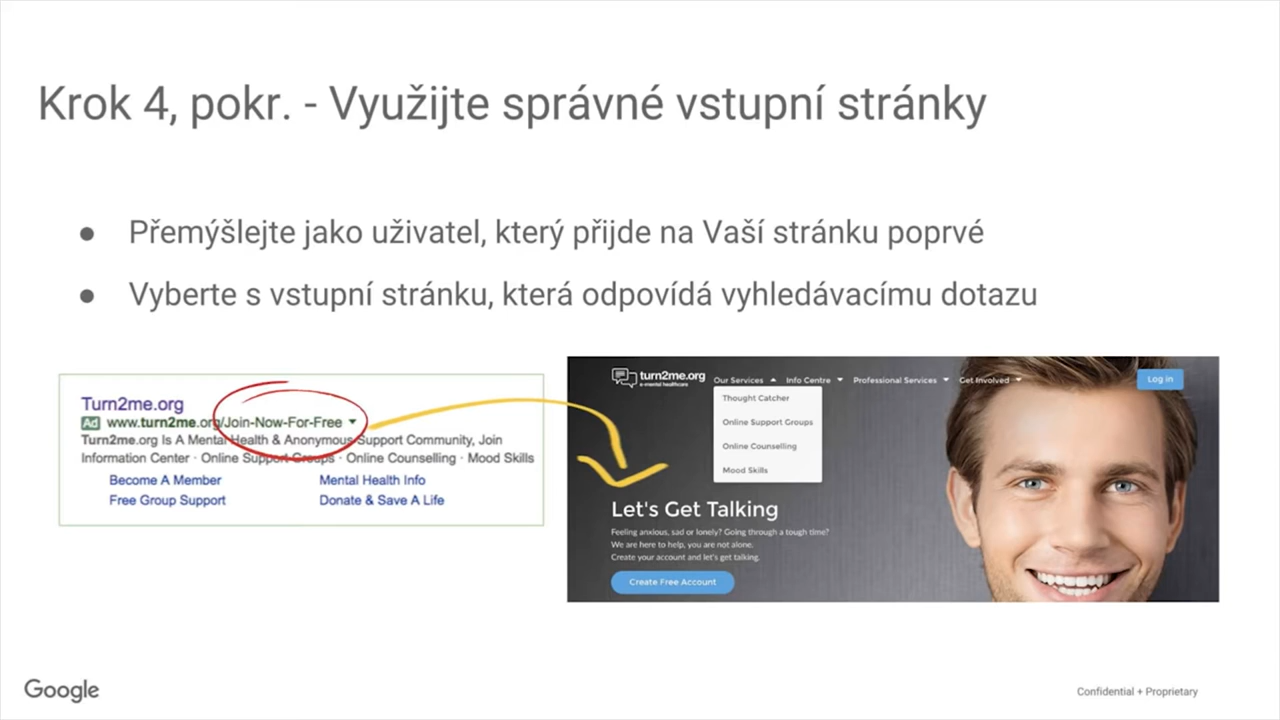 Krok 4, pokr. - Využijte správné vstupní stránky
● Přemýšlejte jako uživatel, který přijde na Vaší stránku poprvé
● Vyberte s vstupní stránku, která odpovídá vyhledávacímu dotazu
Turn2me.org
Ad www.turn2me.org/Join-Now-For-Free
Turn2me.org Is A Mental Health & Anonymous Support Community, Join
Information Center · Online Support Groups · Online Counselling · Mood Skills
Become A Member Mental Health Info
Free Group Support Donate & Save A Life
turn2me.org
e-mental healthcare
Our Services Info Centre Professional Services Get Involved Log in
Thought Catcher
Online Support Groups
Online Counselling
Mood Skills
Let's Get Talking
Feeling anxious, sad or lonely? Going through a tough time?
We are here to help, you are not alone.
Create your account and let's get talking.
Create Free Account
Google
Confidential + Proprietary